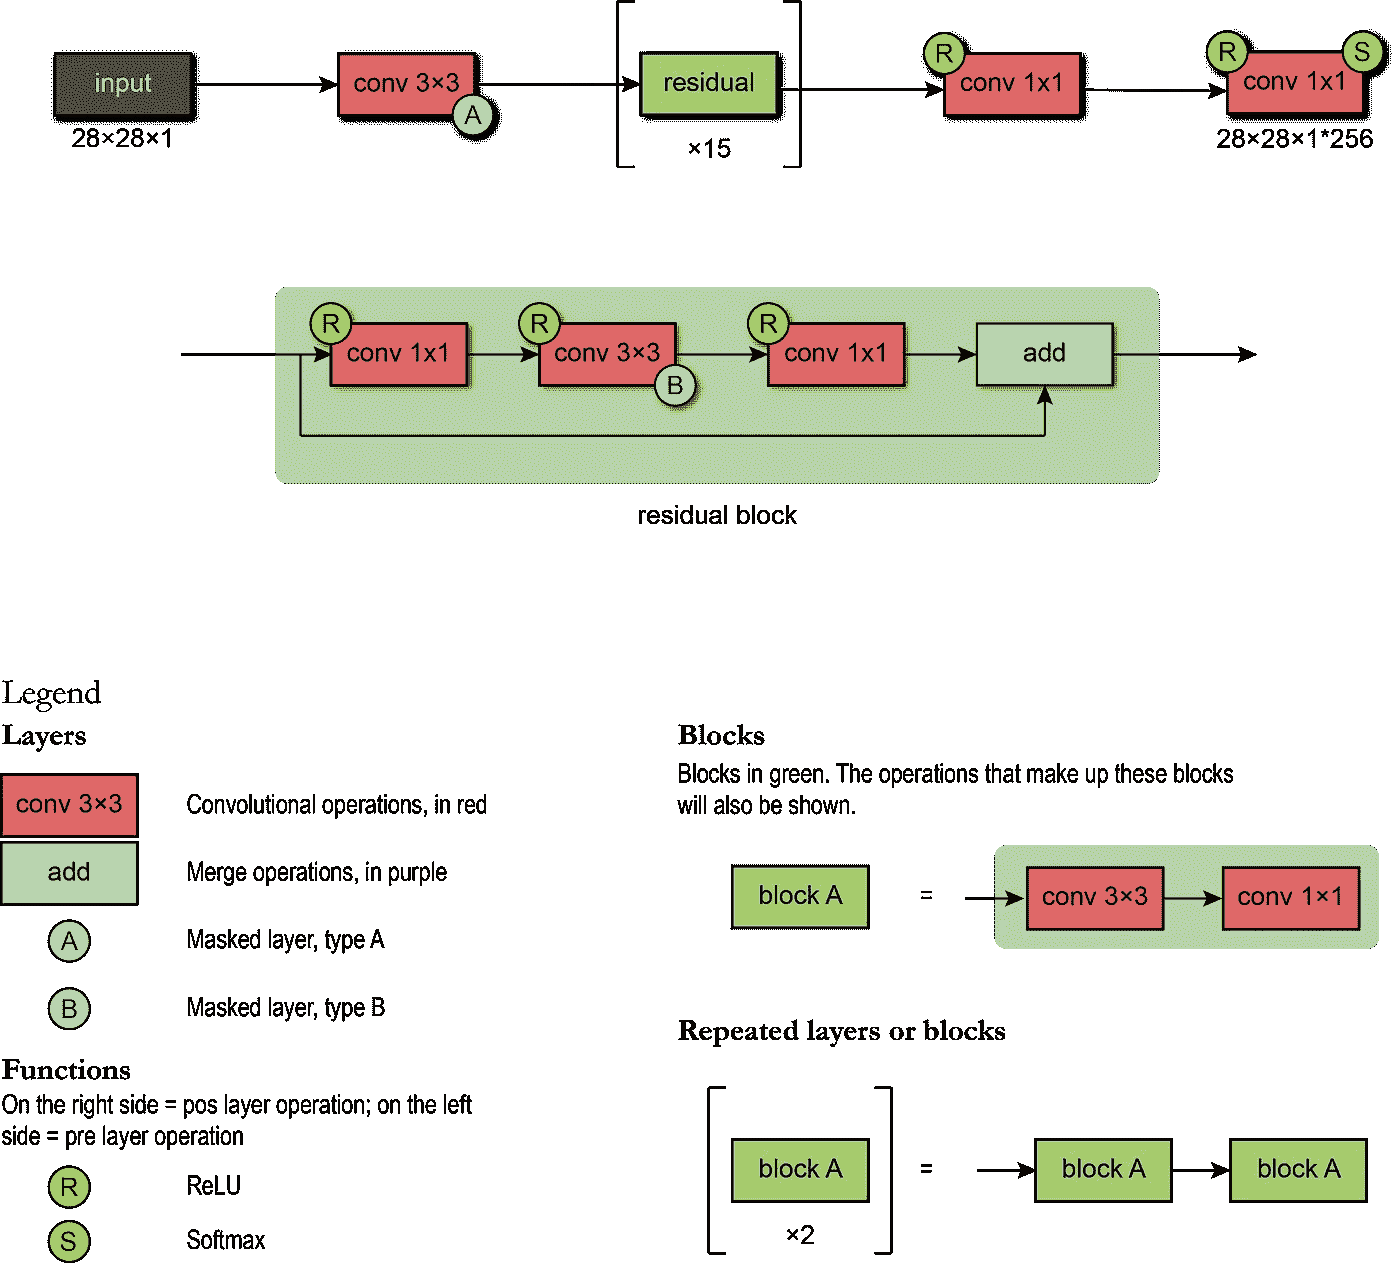 input
conv 3×3
A
residual
R
conv 1x1
R
conv 1x1
S
28×28×1
×15
28×28×1*256
R
conv 1x1
R
conv 3×3
B
R
conv 1x1
add
residual block
Legend
Layers
conv 3×3
Convolutional operations, in red
add
Merge operations, in purple
A
Masked layer, type A
B
Masked layer, type B
Functions
On the right side = pos layer operation; on the left
side = pre layer operation
R
ReLU
S
Softmax
Blocks
Blocks in green. The operations that make up these blocks
will also be shown.
block A
=
conv 3×3
conv 1×1
Repeated layers or blocks
block A
×2
=
block A
block A